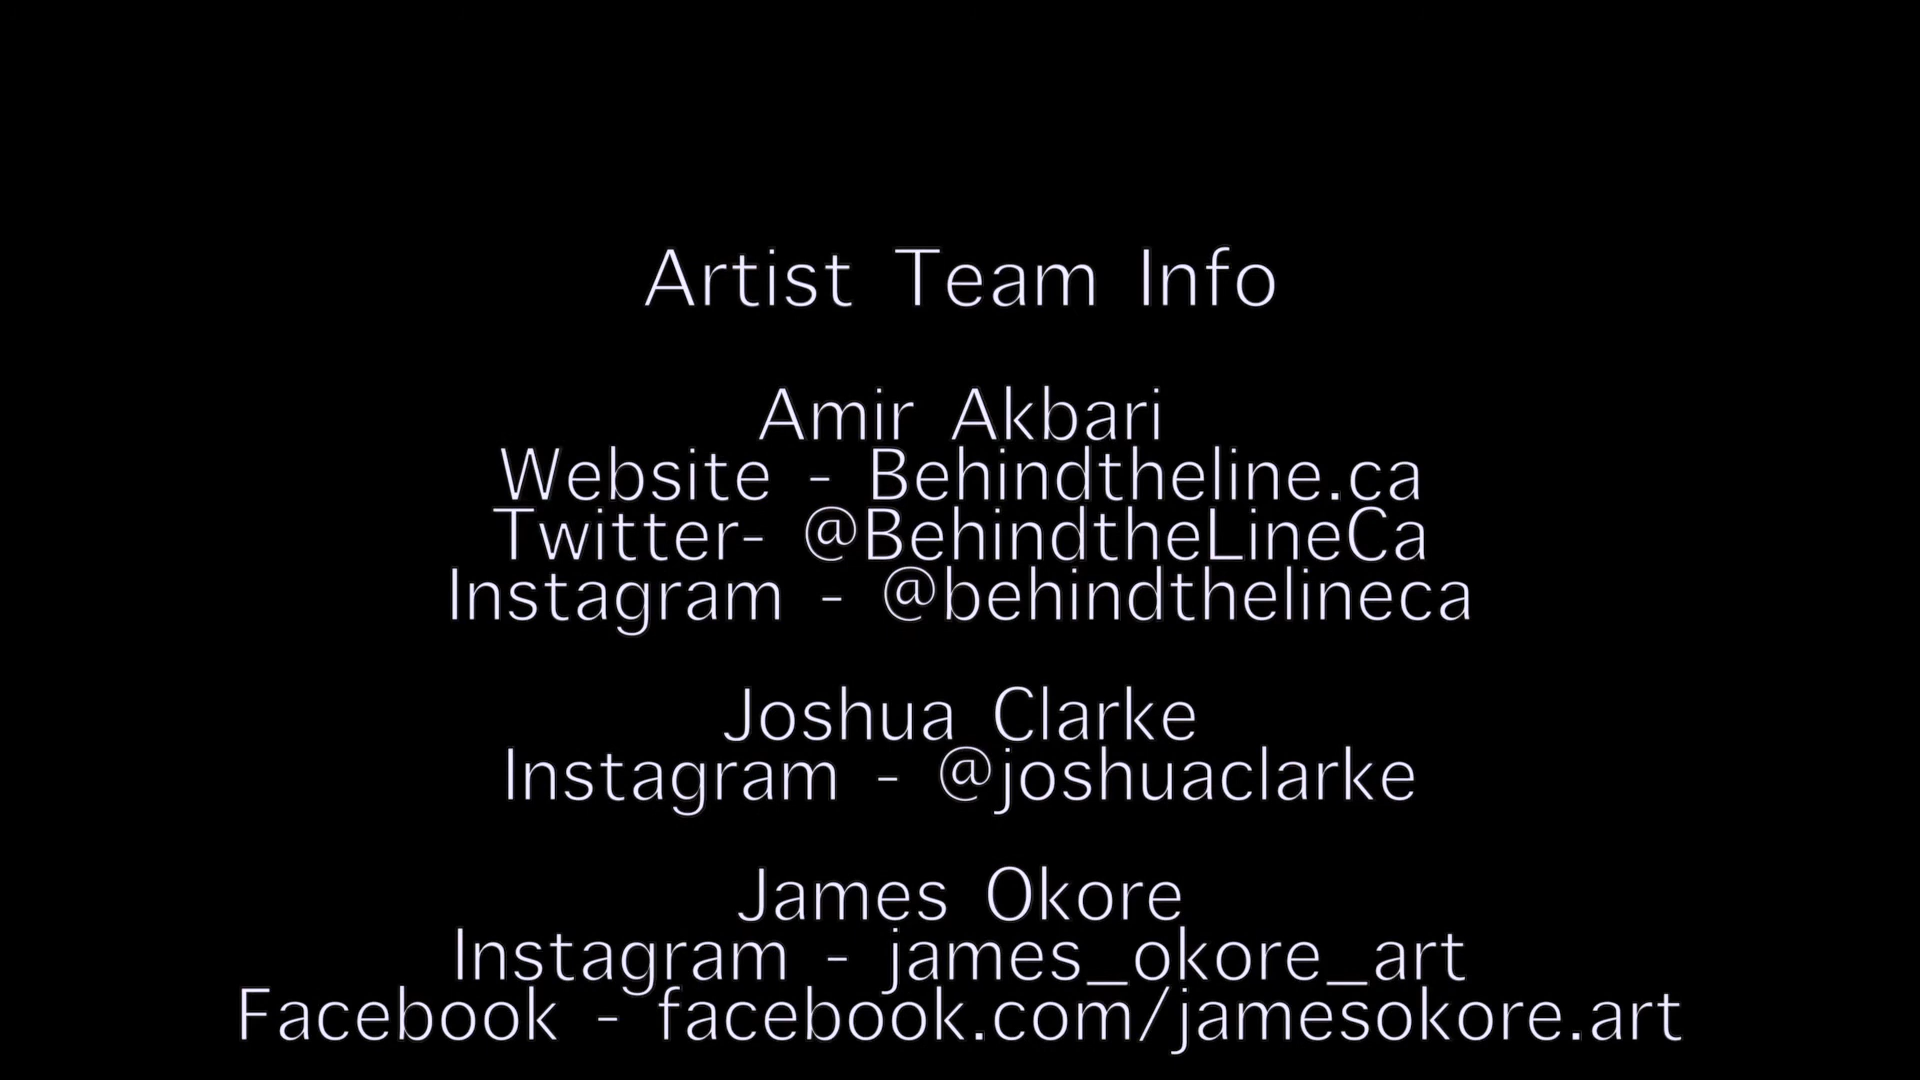 Artist Team Info
Amir Akbari
Website - Behindtheline.ca
Twitter- @BehindtheLineCa
Instagram - @behindthelineca
Joshua Clarke
Instagram - @joshuaclarke
James Okore
Instagram - james_okore_art
Facebook - facebook.com/jamesokore.art